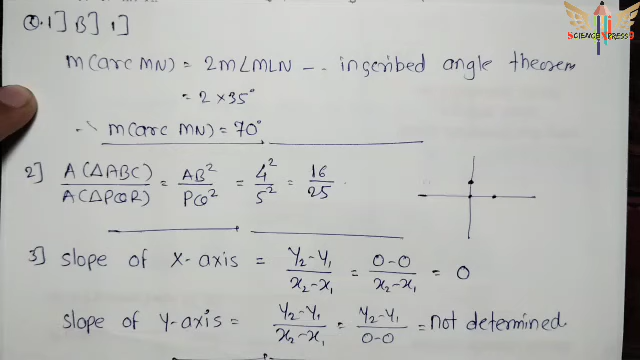 SCIENCEXPRESS9
Q.1] B] 1]
m(arc MN) = 2m∠MLN --. inscribed angle theorem
= 2 × 35°
∴ m(arc MN) = 70°
2] A(△ABC)/A(△PQR) = AB²/PQ² = 4²/5² = 16/25
3] slope of X-axis = y₂-y₁/x₂-x₁ = 0-0/x₂-x₁ = 0
slope of Y-axis = y₂-y₁/x₂-x₁ = y₂-y₁/0-0 = not determined